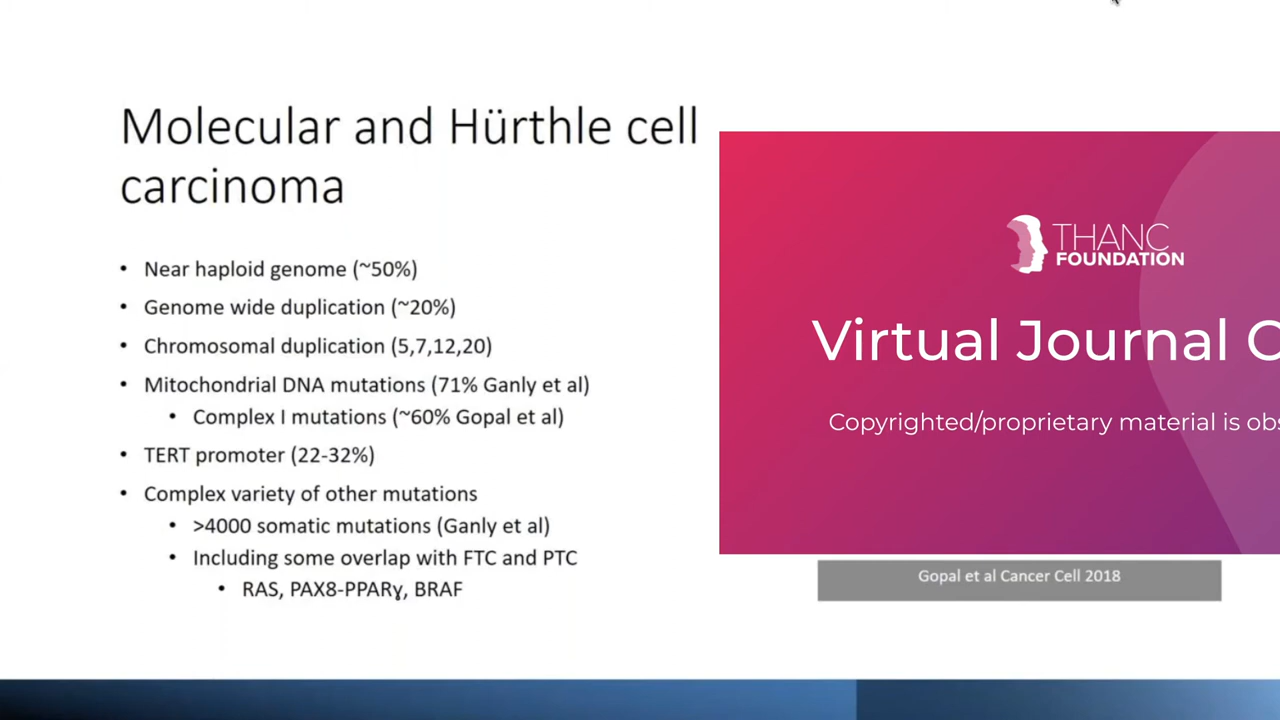 Molecular and Hürthle cell
carcinoma
• Near haploid genome (~50%)
• Genome wide duplication (~20%)
• Chromosomal duplication (5,7,12,20)
• Mitochondrial DNA mutations (71% Ganly et al)
• Complex I mutations (~60% Gopal et al)
• TERT promoter (22-32%)
• Complex variety of other mutations
• >4000 somatic mutations (Ganly et al)
• Including some overlap with FTC and PTC
• RAS, PAX8-PPARɣ, BRAF
THANC
FOUNDATION
Virtual Journal C
Copyrighted/proprietary material is obs
Gopal et al Cancer Cell 2018